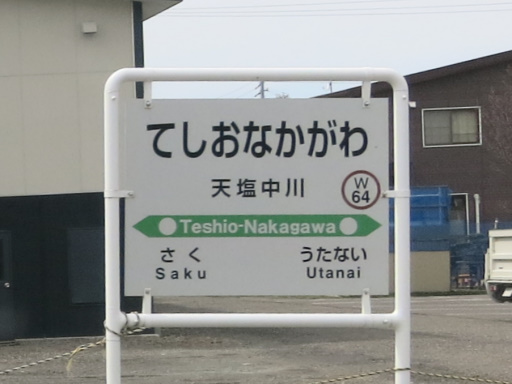 てしおなかがわ
天塩中川
W
64
Teshio-Nakagawa
さく うたない
Saku Utanai